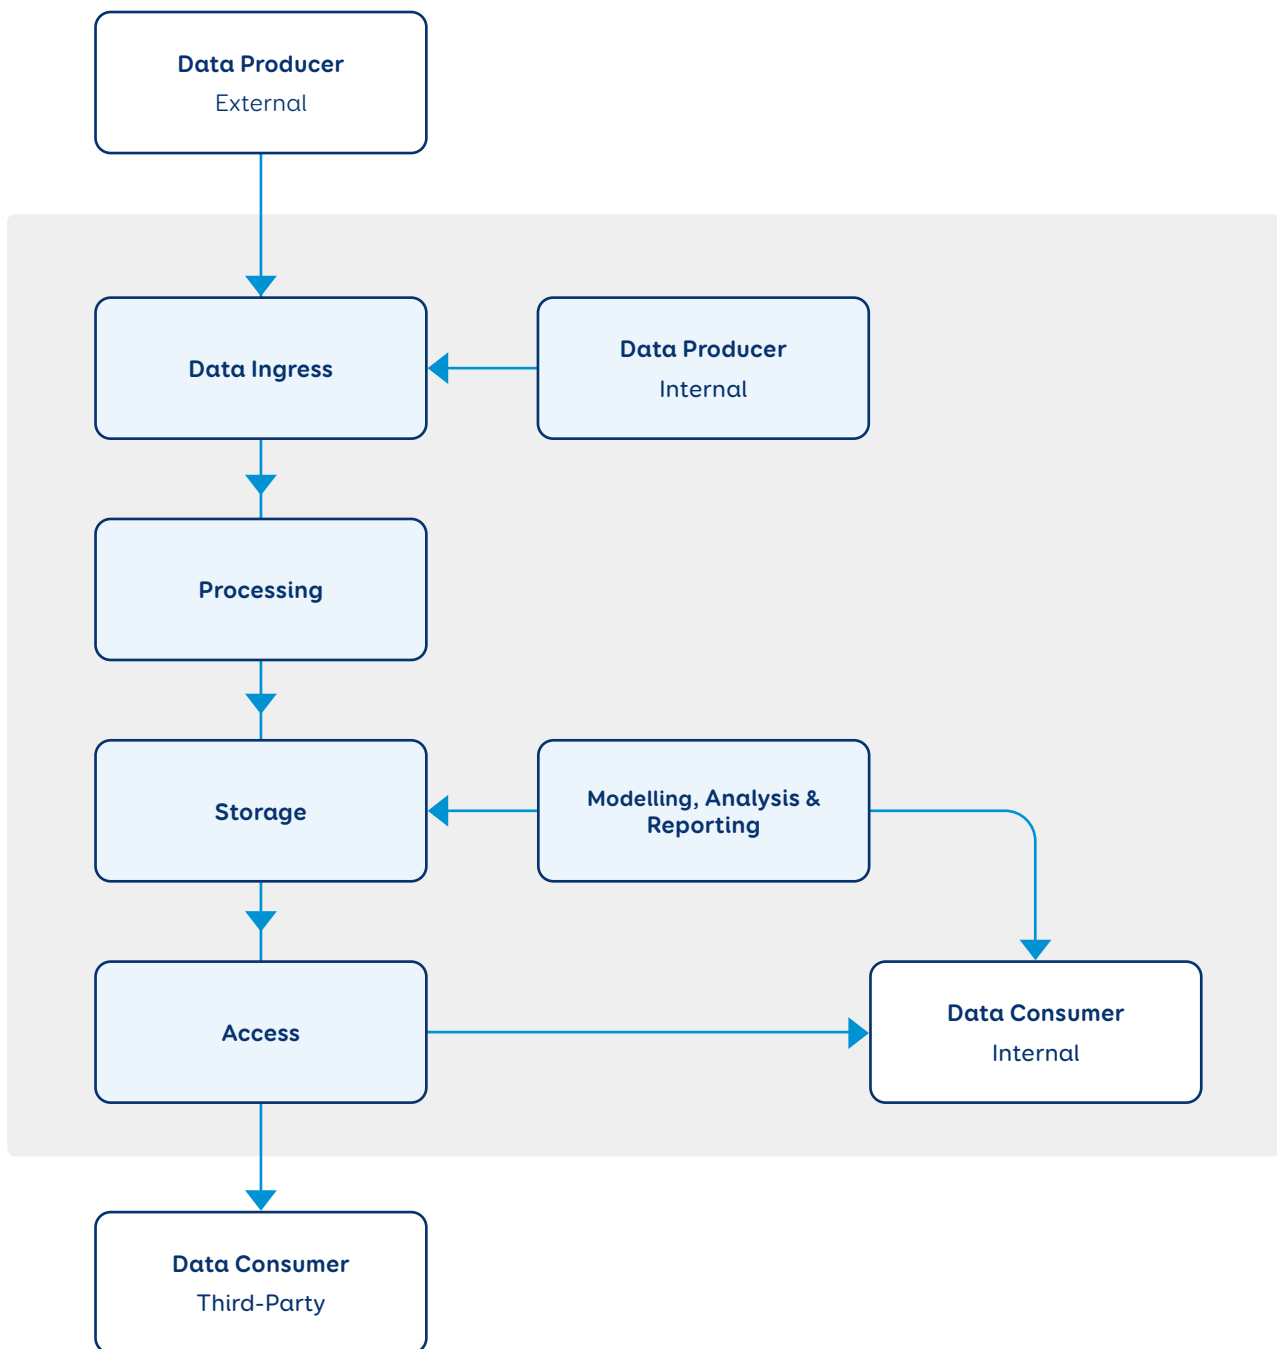 Data Producer
External
Data Ingress
Data Producer
Internal
Processing
Storage
Modelling, Analysis &
Reporting
Access
Data Consumer
Internal
Data Consumer
Third-Party